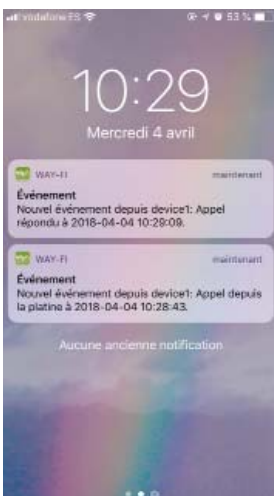 vodafone ES 53 %
10:29
Mercredi 4 avril
WAY-FI maintenant
Événement
Nouvel événement depuis device1: Appel
répondu à 2018-04-04 10:29:09.
WAY-FI maintenant
Événement
Nouvel événement depuis device1: Appel depuis
la platine à 2018-04-04 10:28:43.
Aucune ancienne notification